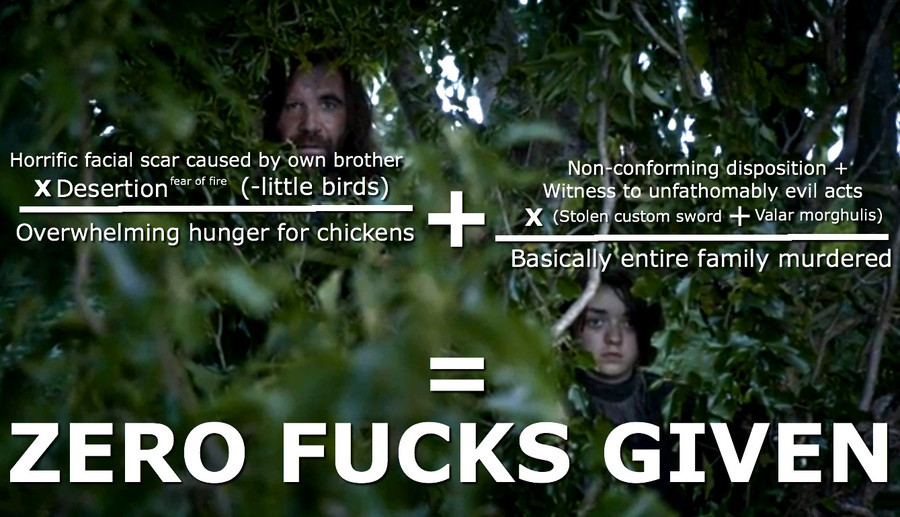 Horrific facial scar caused by own brother
X Desertion fear of fire (-little birds)
Overwhelming hunger for chickens
+
Non-conforming disposition +
Witness to unfathomably evil acts
X (Stolen custom sword + Valar morghulis)
Basically entire family murdered
=
ZERO FUCKS GIVEN